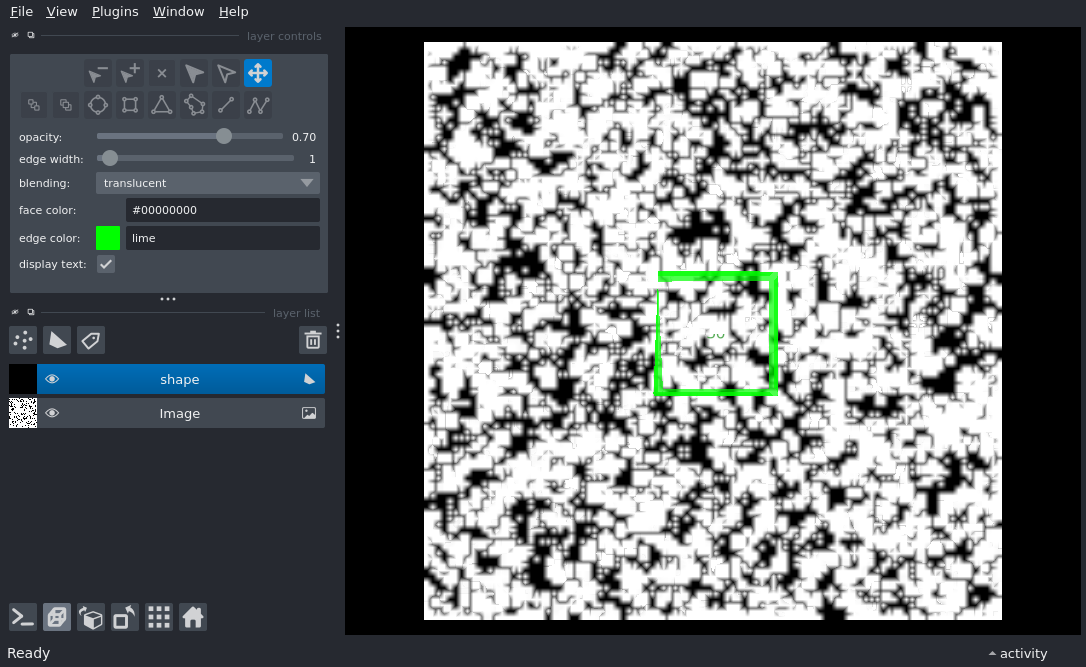 File View Plugins Window Help
layer controls
opacity: 0.70
edge width: 1
blending: translucent
face color: #00000000
edge color: lime
display text:
layer list
shape
Image
Ready
activity